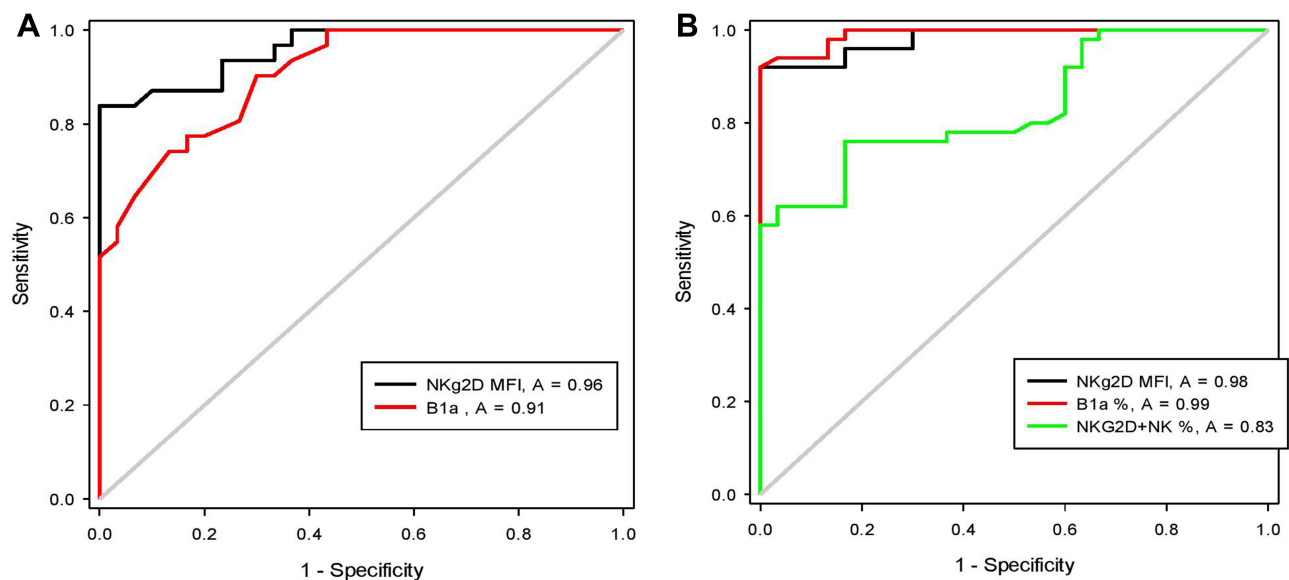 A
Sensitivity
1.0
0.8
0.6
0.4
0.2
0.0
NKg2D MFI, A = 0.96
B1a , A = 0.91
0.0 0.2 0.4 0.6 0.8 1.0
1 - Specificity
B
Sensitivity
1.0
0.8
0.6
0.4
0.2
0.0
NKg2D MFI, A = 0.98
B1a %, A = 0.99
NKG2D+NK %, A = 0.83
0.0 0.2 0.4 0.6 0.8 1.0
1 - Specificity